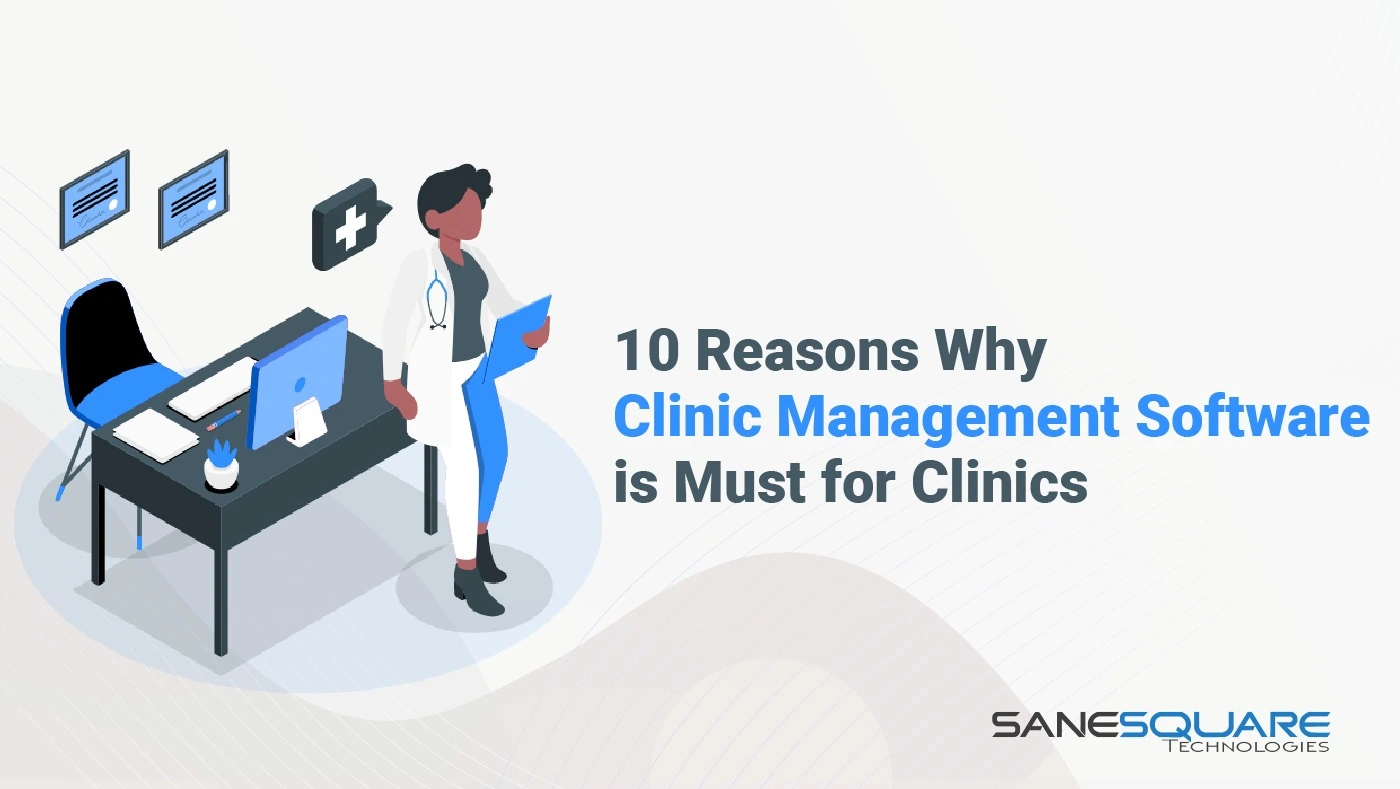 10 Reasons Why
Clinic Management Software
is Must for Clinics
SANESQUARE
TECHNOLOGIES